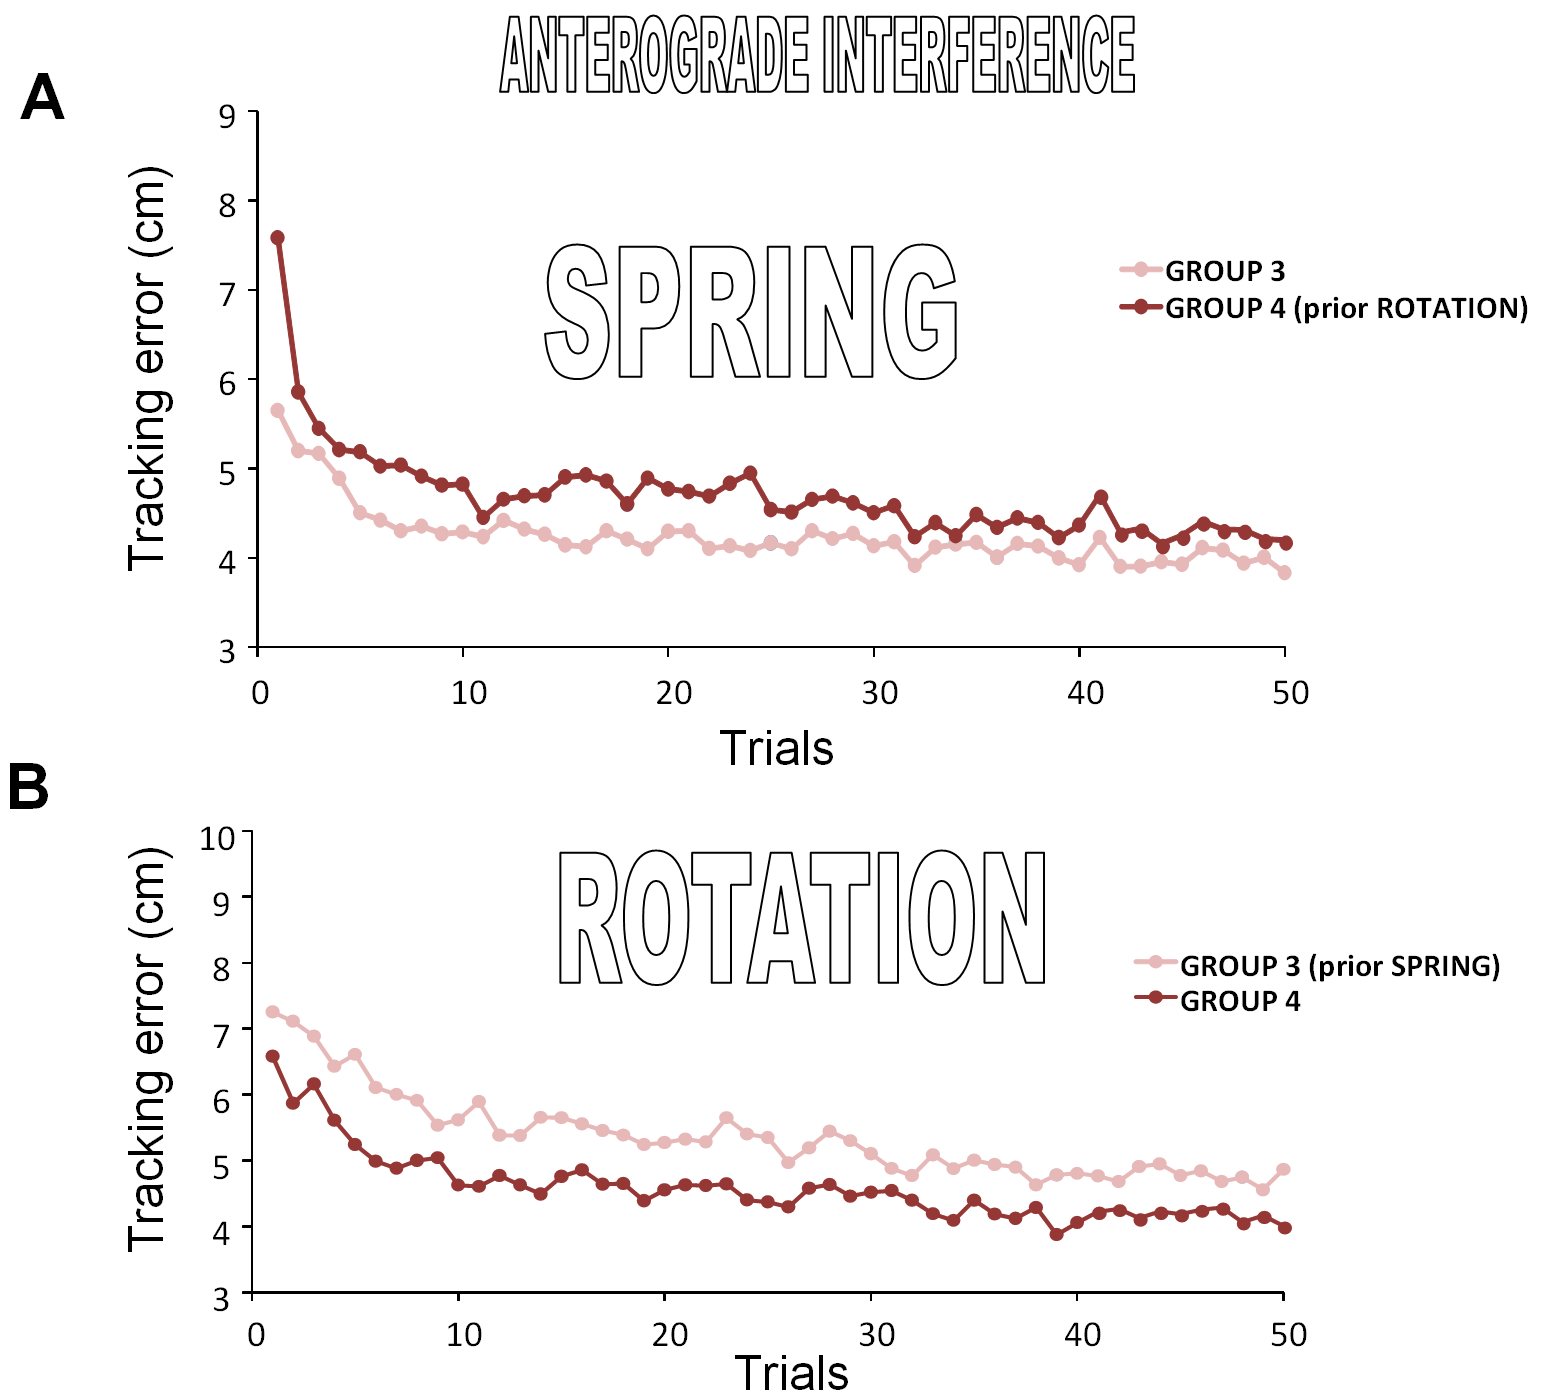 ANTEROGRADE INTERFERENCE
A
9
8
7
6
5
4
3
Tracking error (cm)
SPRING
GROUP 3
GROUP 4 (prior ROTATION)
0 10 20 30 40 50
Trials
B
10
9
8
7
6
5
4
3
Tracking error (cm)
ROTATION
GROUP 3 (prior SPRING)
GROUP 4
0 10 20 30 40 50
Trials